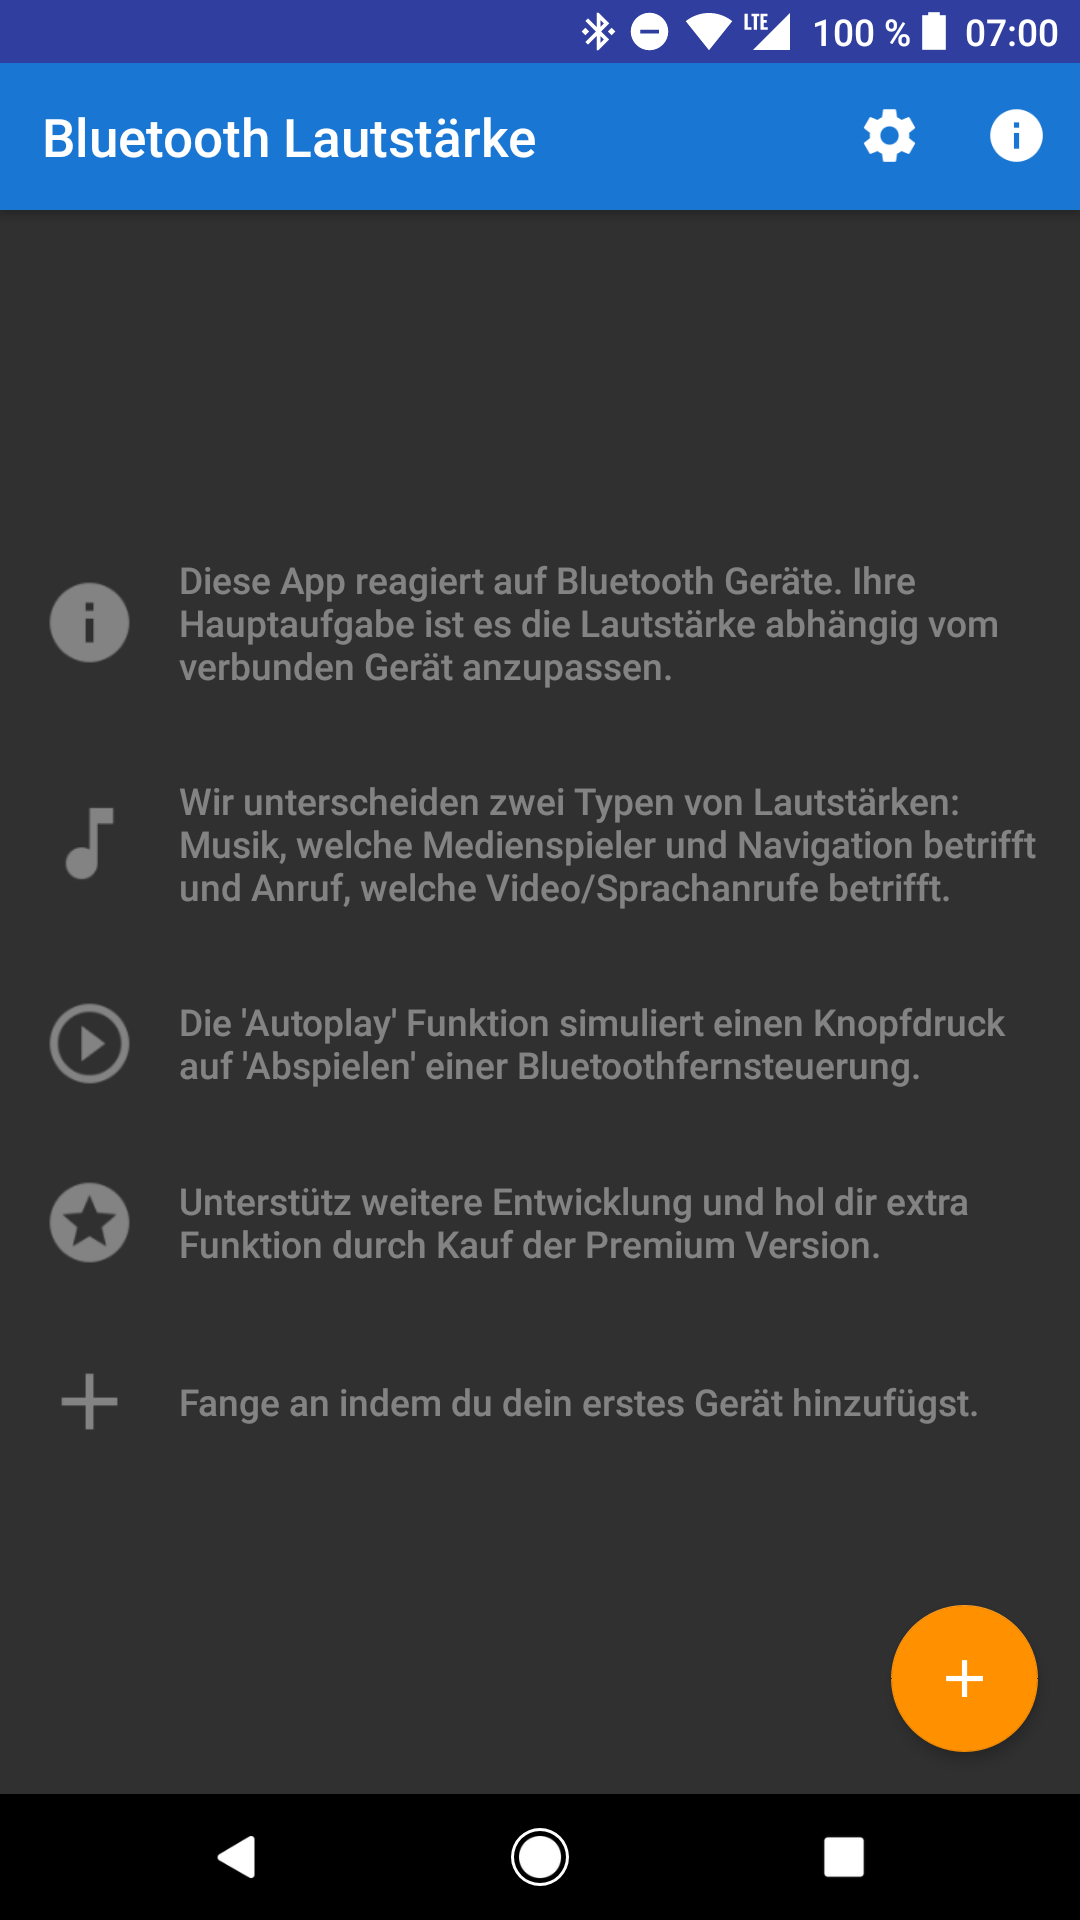 LTE 100 % 07:00
Bluetooth Lautstärke
Diese App reagiert auf Bluetooth Geräte. Ihre
Hauptaufgabe ist es die Lautstärke abhängig vom
verbunden Gerät anzupassen.
Wir unterscheiden zwei Typen von Lautstärken:
Musik, welche Medienspieler und Navigation betrifft
und Anruf, welche Video/Sprachanrufe betrifft.
Die 'Autoplay' Funktion simuliert einen Knopfdruck
auf 'Abspielen' einer Bluetoothfernsteuerung.
Unterstütz weitere Entwicklung und hol dir extra
Funktion durch Kauf der Premium Version.
Fange an indem du dein erstes Gerät hinzufügst.